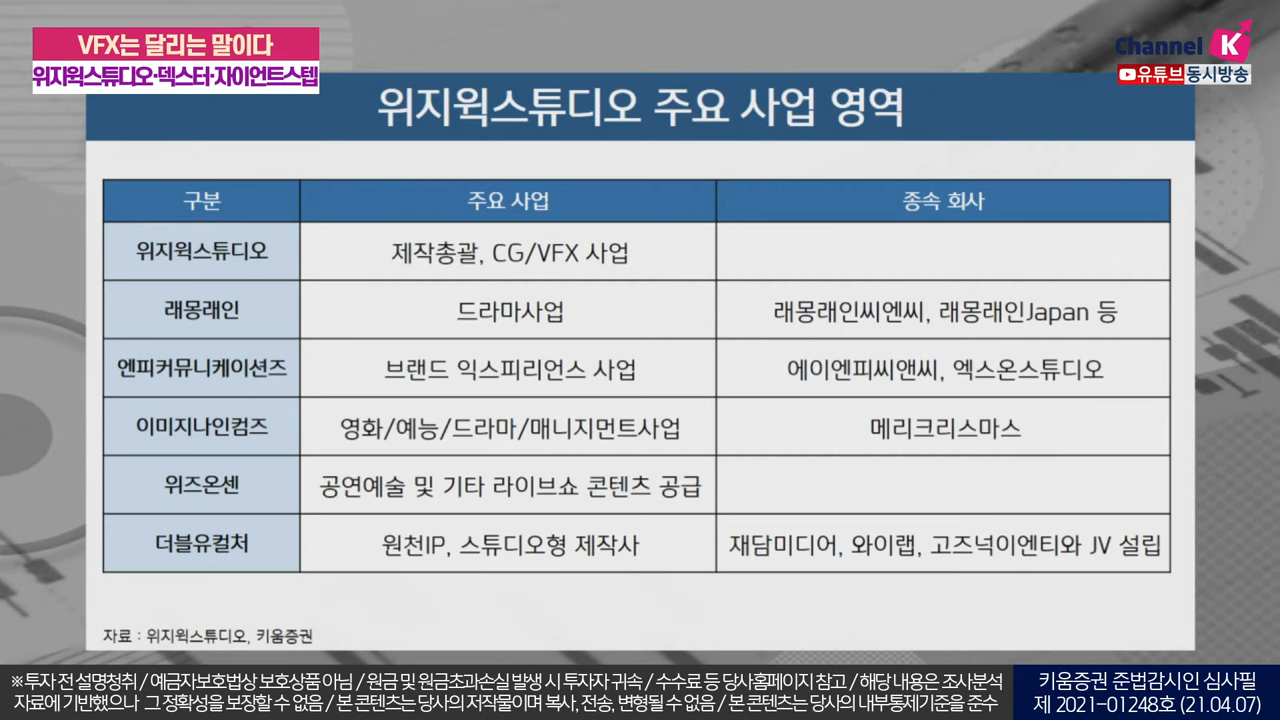 VFX는 달리는 말이다
위지윅스튜디오·덱스터·자이언트스텝
Channel K
유튜브동시방송
위지윅스튜디오 주요 사업 영역
구분 주요 사업 종속 회사
위지윅스튜디오 제작총괄, CG/VFX 사업
래몽래인 드라마사업 래몽래인씨엔씨, 래몽래인Japan 등
엔피커뮤니케이션즈 브랜드 익스피리언스 사업 에이엔피씨앤씨, 엑스온스튜디오
이미지나인컴즈 영화/예능/드라마/매니지먼트사업 메리크리스마스
위즈온센 공연예술 및 기타 라이브쇼 콘텐츠 공급
더블유컬처 원천IP, 스튜디오형 제작사 재담미디어, 와이랩, 고즈넉이엔티와 JV 설립
자료 : 위지윅스튜디오, 키움증권
※ 투자 전 설명청취 / 예금자보호법상 보호상품 아님 / 원금 및 원금초과손실 발생 시 투자자 귀속 / 수수료 등 당사홈페이지 참고 / 해당 내용은 조사분석
자료에 기반했으나 그 정확성을 보장할 수 없음 / 본 콘텐츠는 당사의 저작물이며 복사, 전송, 변형될 수 없음 / 본 콘텐츠는 당사의 내부통제기준을 준수
키움증권 준법감시인 심사필
제 2021-01248호 (21.04.07)